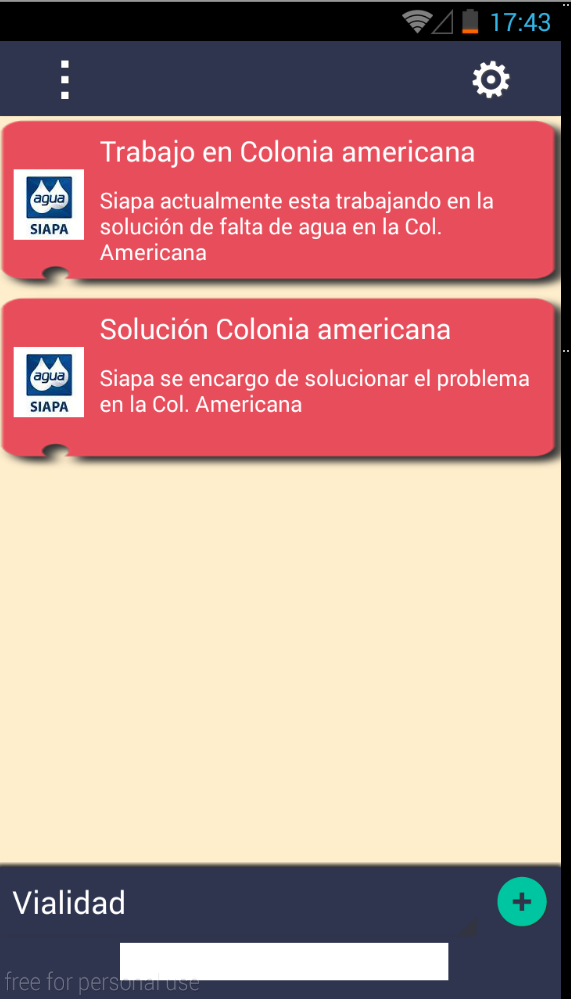 17:43
Trabajo en Colonia americana
agua
SIAPA
Siapa actualmente esta trabajando en la
solución de falta de agua en la Col.
Americana
Solución Colonia americana
agua
SIAPA
Siapa se encargo de solucionar el problema
en la Col. Americana
Vialidad
free for personal use